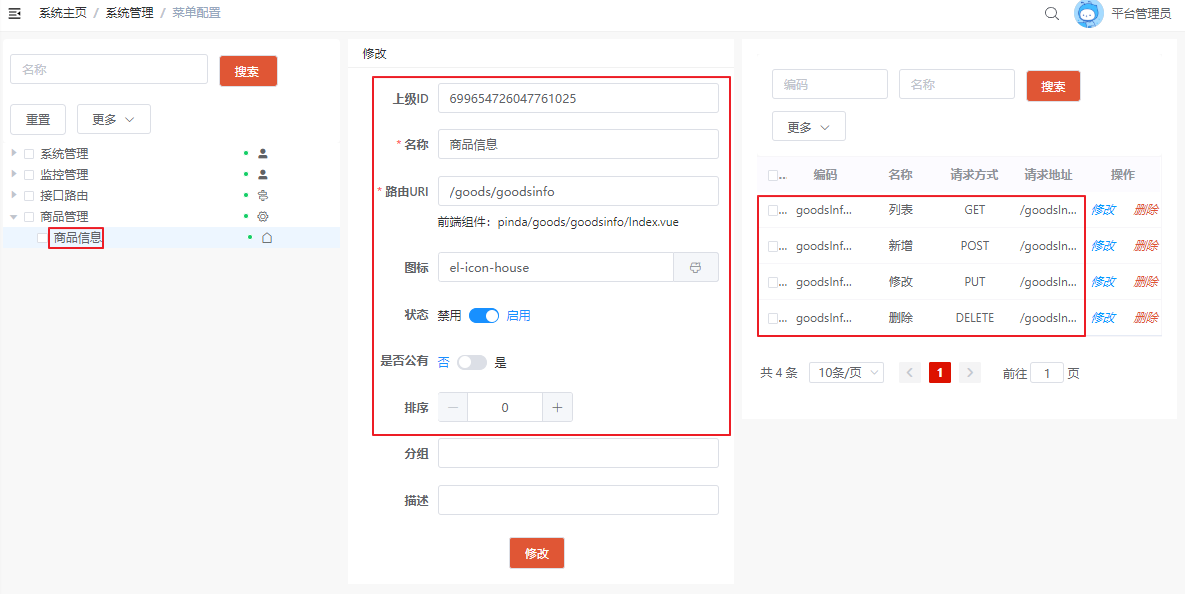 系统主页 / 系统管理 / 菜单配置
平台管理员
名称
搜索
重置
更多
系统管理
监控管理
接口路由
商品管理
商品信息
修改
上级ID 699654726047761025
* 名称 商品信息
* 路由URI /goods/goodsinfo
前端组件：pinda/goods/goodsinfo/Index.vue
图标 el-icon-house
状态 禁用 启用
是否公有 否 是
排序 0
分组
描述
修改
编码 名称 搜索
更多
... 编码 名称 请求方式 请求地址 操作
... goodsInf... 列表 GET /goodsIn... 修改 删除
... goodsInf... 新增 POST /goodsIn... 修改 删除
... goodsInf... 修改 PUT /goodsIn... 修改 删除
... goodsInf... 删除 DELETE /goodsIn... 修改 删除
共 4 条 10条/页 1 前往 1 页